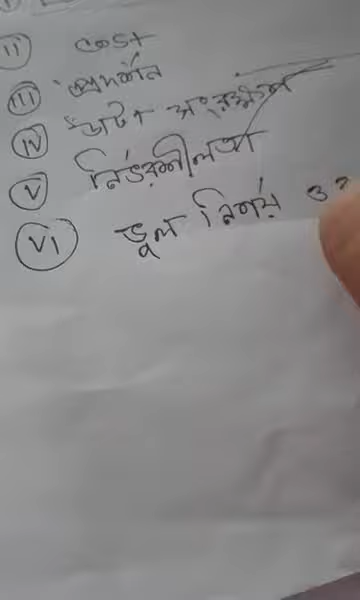 (II) Cost
(III) প্রদর্শন
(IV) ডাটা সংরক্ষণ
(V) নির্ভরশীলতা
(VI) ভুল নির্ণয় ও